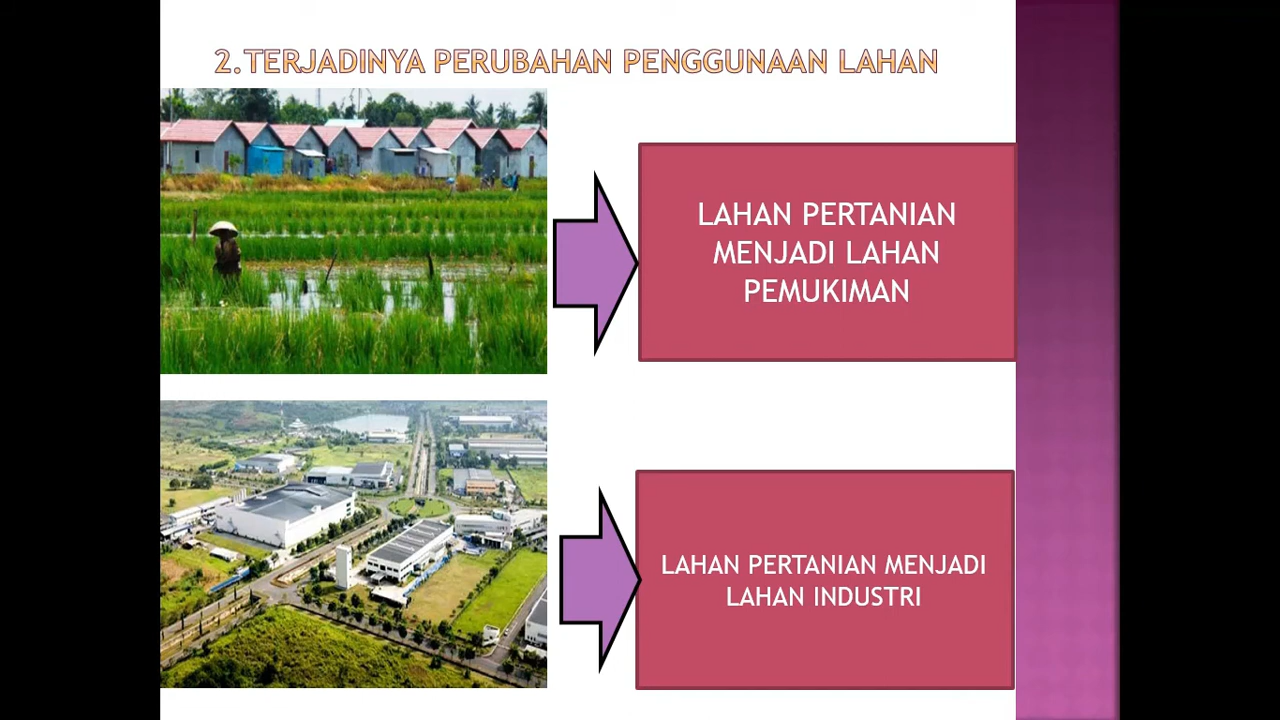 2.TERJADINYA PERUBAHAN PENGGUNAAN LAHAN
LAHAN PERTANIAN
MENJADI LAHAN
PEMUKIMAN
LAHAN PERTANIAN MENJADI
LAHAN INDUSTRI